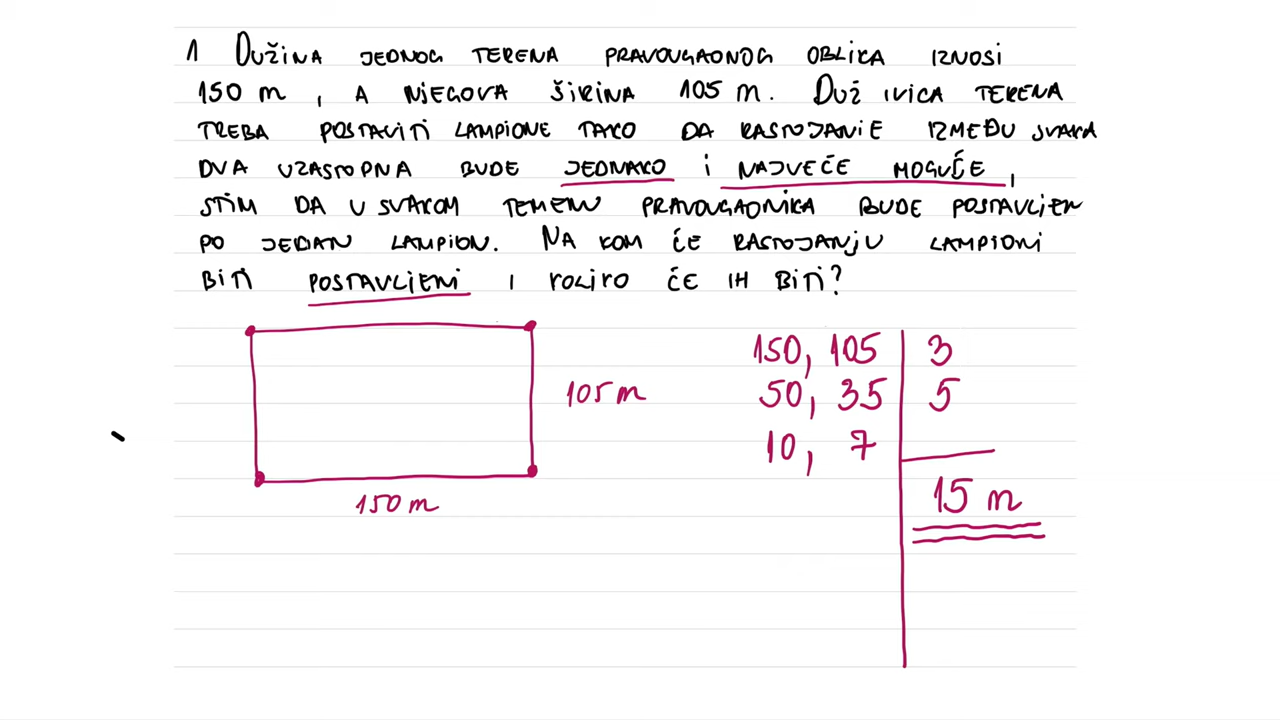 1 DUŽINA JEDNOG TERENA PRAVOUGAONOG OBLIKA IZNOSI
150 m, A NJEGOVA ŠIRINA 105 m. DUŽ IVICA TERENA
TREBA POSTAVITI LAMPIONE TAKO DA RASTOJANJE IZMEĐU SVAKA
DVA UZASTOPNA BUDE JEDNAKO I NAJVEĆE MOGUĆE,
STIM DA U SVAKOM TEMENU PRAVOUGAONIKA BUDE POSTAVLJEN
PO JEDAN LAMPION. NA KOM ĆE RASTOJANJU LAMPIONI
BITI POSTAVLJENI I KOLIKO ĆE IH BITI?
150, 105 | 3
50, 35 | 5
105 m
10, 7
15 m
150 m